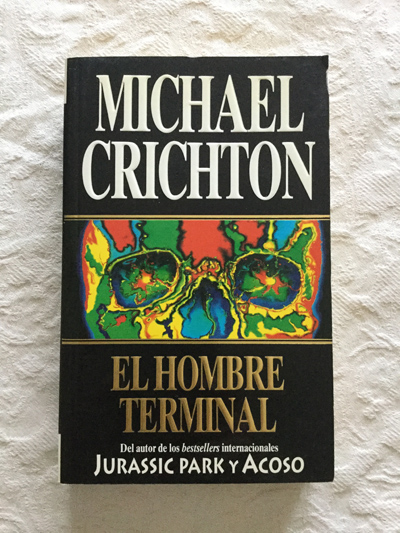 MICHAEL
CRICHTON
EL HOMBRE
TERMINAL
Del autor de los bestsellers internacionales
JURASSIC PARK Y ACOSO